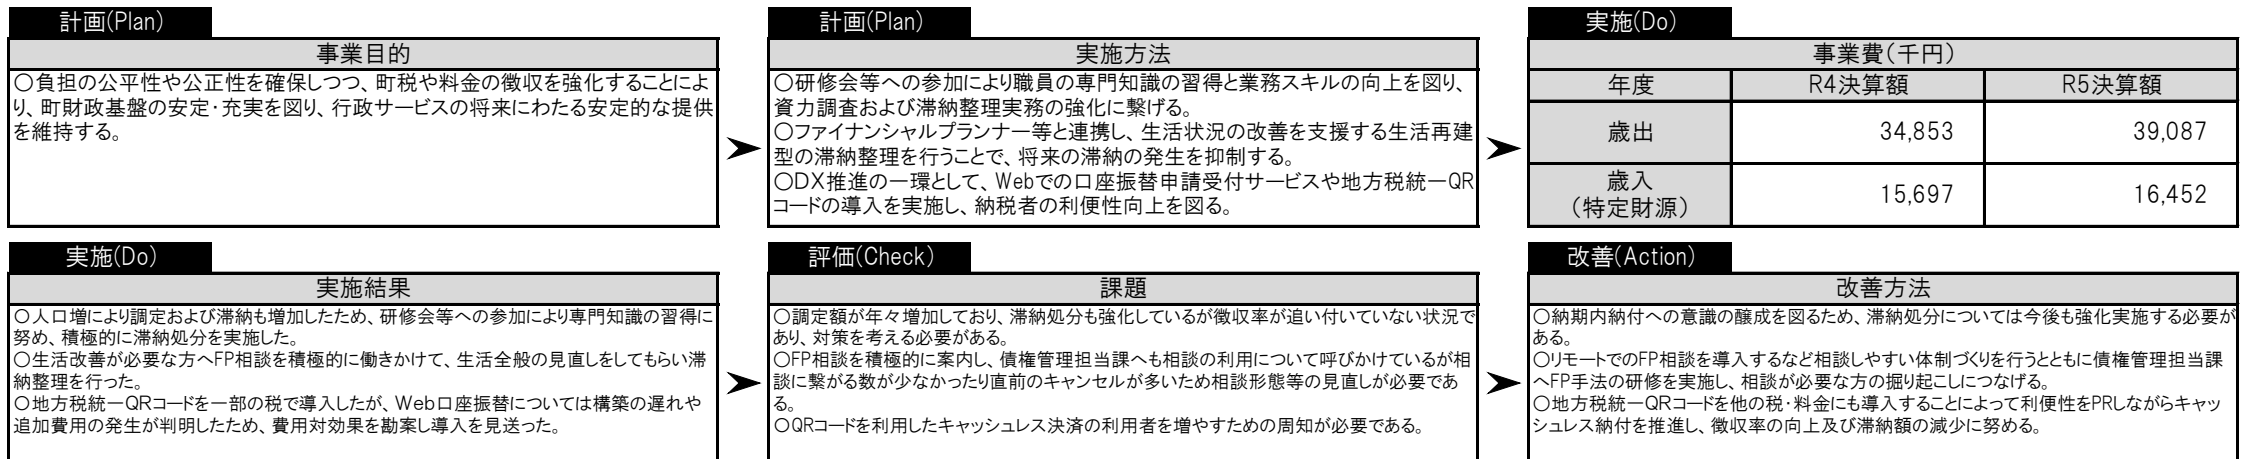 計画(Plan)
事業目的
〇負担の公平性や公正性を確保しつつ、町税や料金の徴収を強化することによ
り、町財政基盤の安定・充実を図り、行政サービスの将来にわたる安定的な提供
を維持する。
計画(Plan)
実施方法
〇研修会等への参加により職員の専門知識の習得と業務スキルの向上を図り、
資力調査および滞納整理実務の強化に繋げる。
〇ファイナンシャルプランナー等と連携し、生活状況の改善を支援する生活再建
型の滞納整理を行うことで、将来の滞納の発生を抑制する。
〇DX推進の一環として、Webでの口座振替申請受付サービスや地方税統一QR
コードの導入を実施し、納税者の利便性向上を図る。
実施(Do)
事業費(千円)
年度 R4決算額 R5決算額
歳出 34,853 39,087
歳入
(特定財源) 15,697 16,452
実施(Do)
実施結果
〇人口増により調定および滞納も増加したため、研修会等への参加により専門知識の習得に
努め、積極的に滞納処分を実施した。
〇生活改善が必要な方へFP相談を積極的に働きかけて、生活全般の見直しをしてもらい滞
納整理を行った。
〇地方税統一QRコードを一部の税で導入したが、Web口座振替については構築の遅れや
追加費用の発生が判明したため、費用対効果を勘案し導入を見送った。
評価(Check)
課題
〇調定額が年々増加しており、滞納処分も強化しているが徴収率が追い付いていない状況で
あり、対策を考える必要がある。
〇FP相談を積極的に案内し、債権管理担当課へも相談の利用について呼びかけているが相
談に繋がる数が少なかったり直前のキャンセルが多いため相談形態等の見直しが必要であ
る。
〇QRコードを利用したキャッシュレス決済の利用者を増やすための周知が必要である。
改善(Action)
改善方法
〇納期内納付への意識の醸成を図るため、滞納処分については今後も強化実施する必要が
ある。
〇リモートでのFP相談を導入するなど相談しやすい体制づくりを行うとともに債権管理担当課
へFP手法の研修を実施し、相談が必要な方の掘り起こしにつなげる。
〇地方税統一QRコードを他の税・料金にも導入することによって利便性をPRしながらキャッ
シュレス納付を推進し、徴収率の向上及び滞納額の減少に努める。